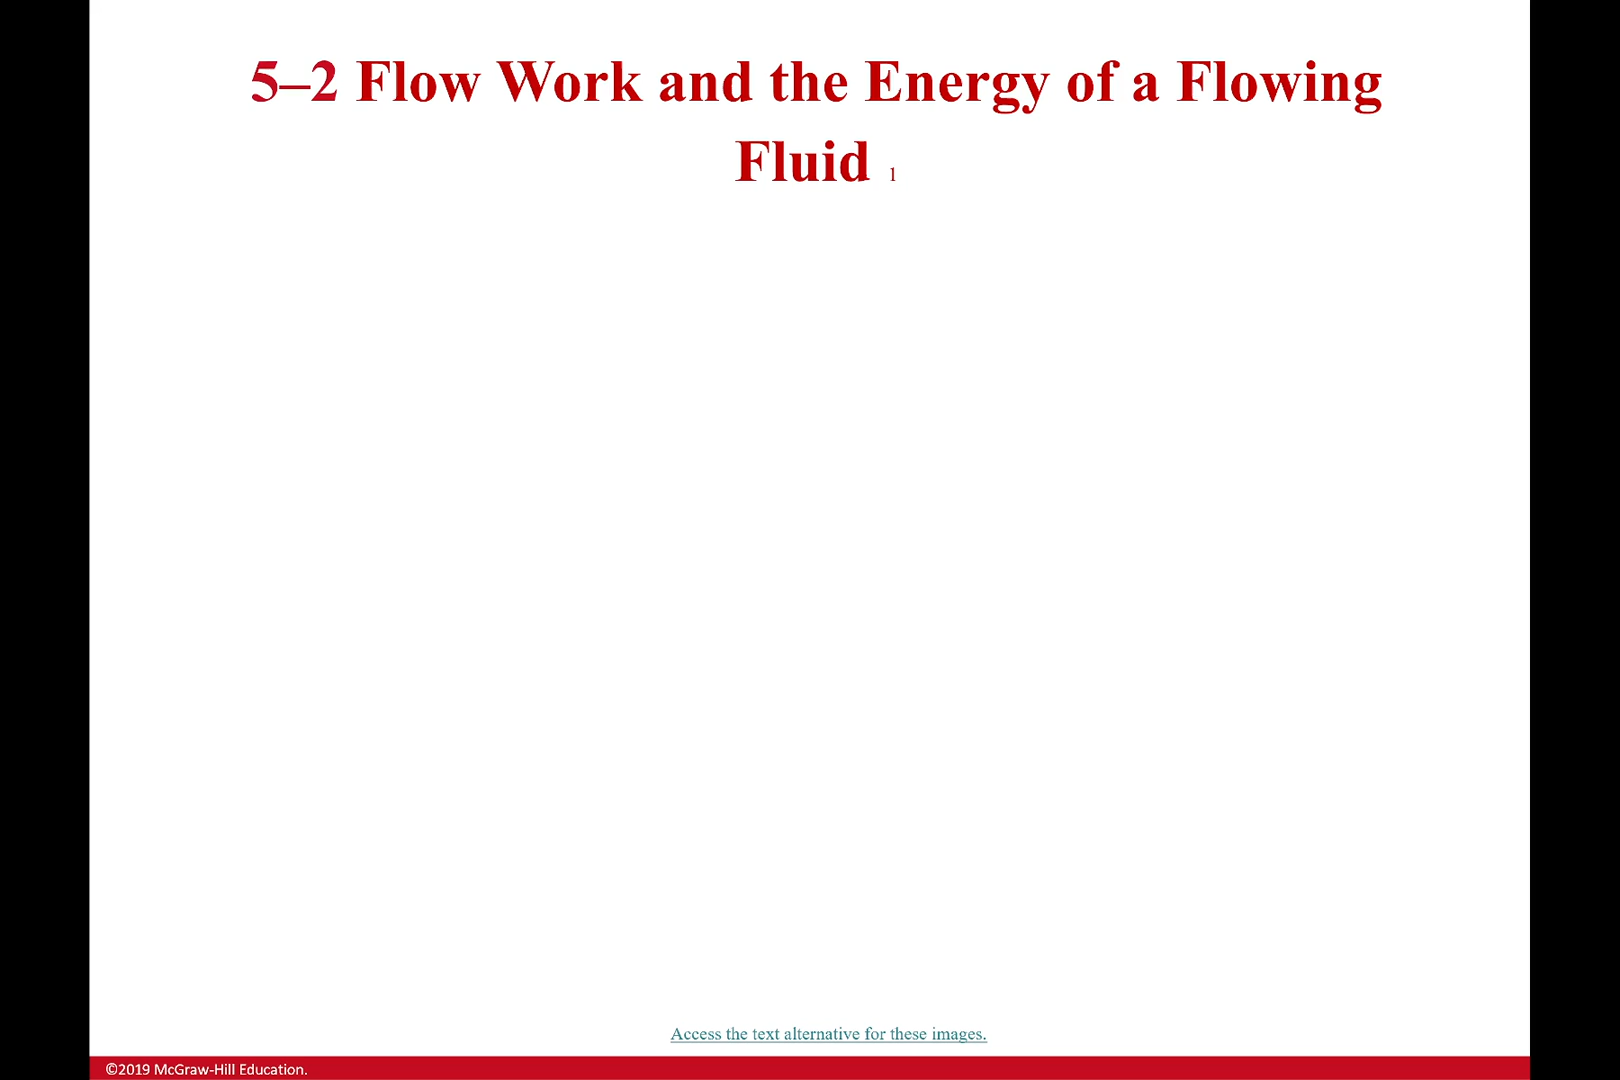 5–2 Flow Work and the Energy of a Flowing
Fluid 1
Access the text alternative for these images.
©2019 McGraw-Hill Education.